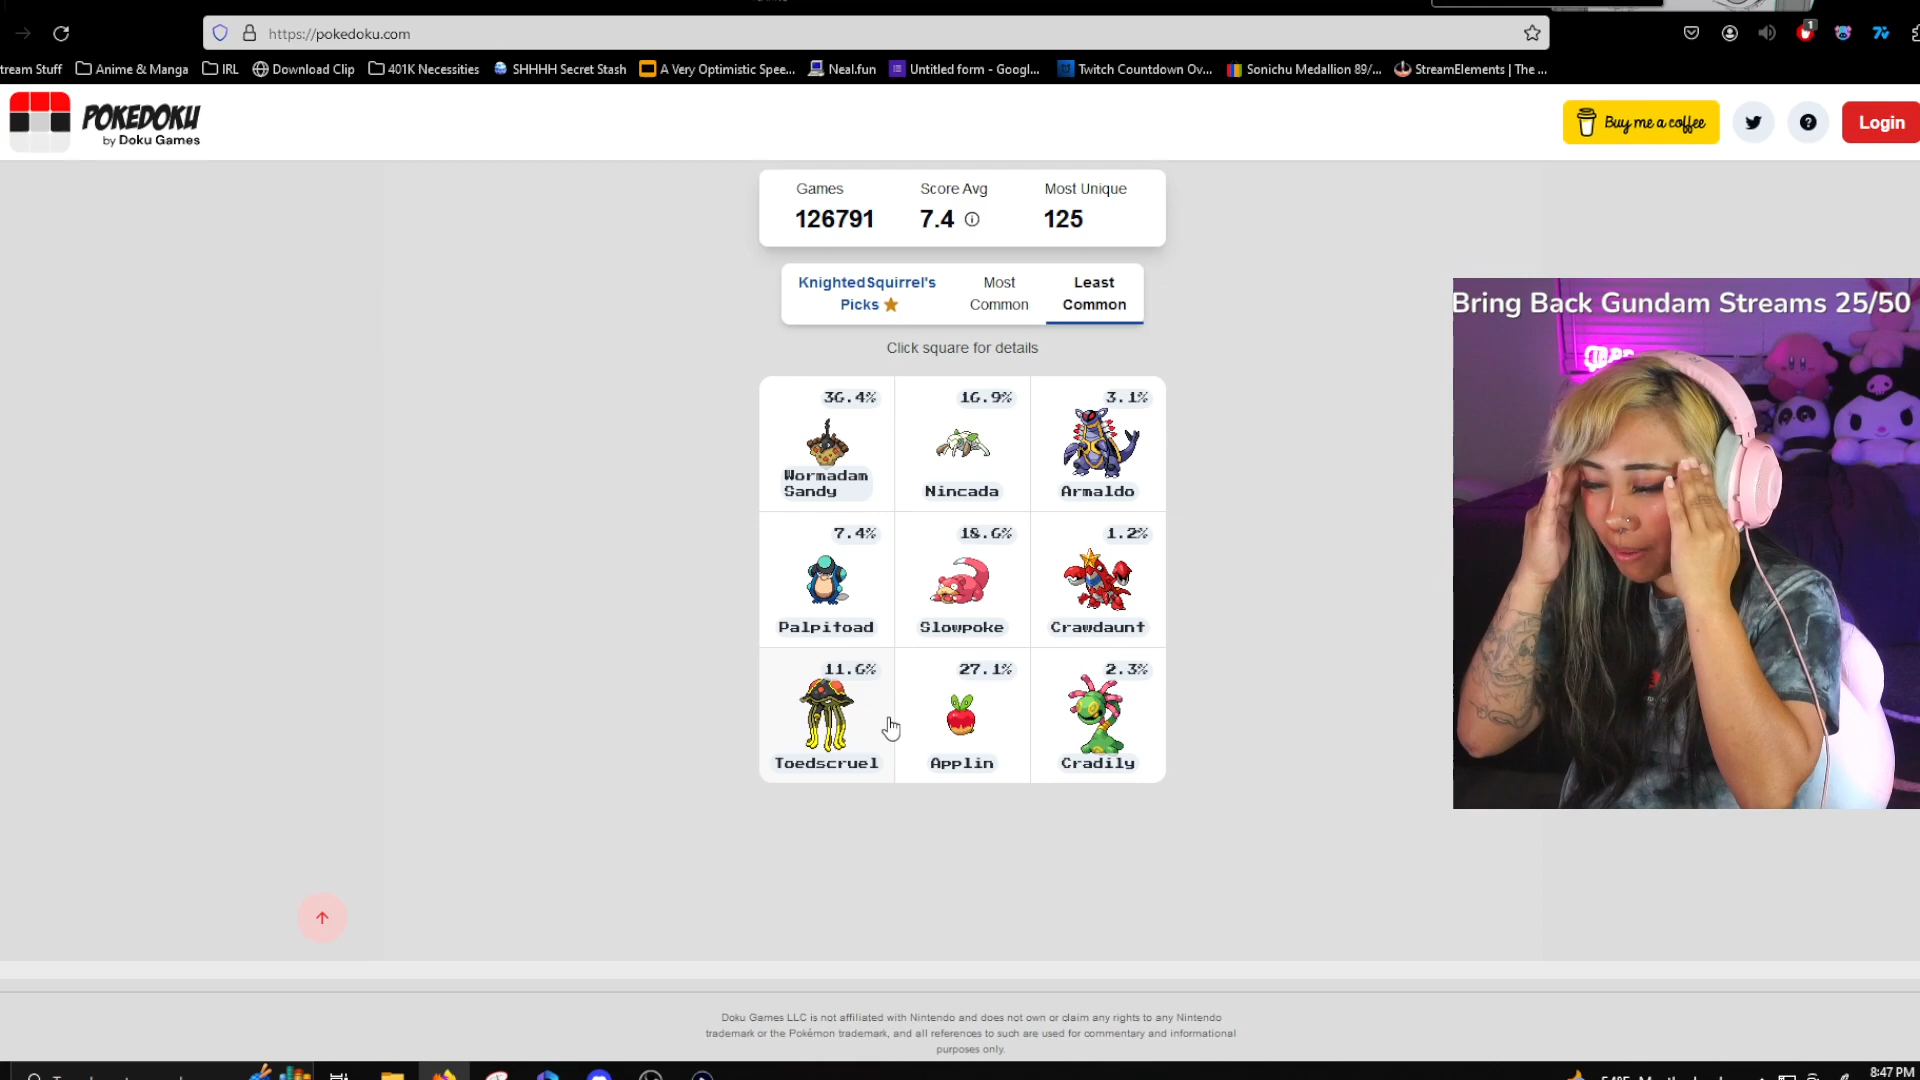 https://pokedoku.com
1
ream Stuff
Anime & Manga
IRL
Download Clip
401K Necessities
SHHHH Secret Stash
A Very Optimistic Spee...
Neal.fun
Untitled form - Googl...
Twitch Countdown Ov...
Sonichu Medallion 89/...
StreamElements | The ...
POKEDOKU
by Doku Games
Buy me a coffee
Login
Games
Score Avg
Most Unique
126791
7.4
125
KnightedSquirrel's
Picks
Most
Common
Least
Common
Click square for details
36.4%
16.9%
3.1%
Wormadam
Sandy
Nincada
Armaldo
7.4%
18.6%
1.2%
Palpitoad
Slowpoke
Crawdaunt
11.6%
27.1%
2.3%
Toedscruel
Applin
Cradily
Bring Back Gundam Streams 25/50
Doku Games LLC is not affiliated with Nintendo and does not own or claim any rights to any Nintendo
trademark or the Pokémon trademark, and all references to such are used for commentary and informational
purposes only.
8:47 PM